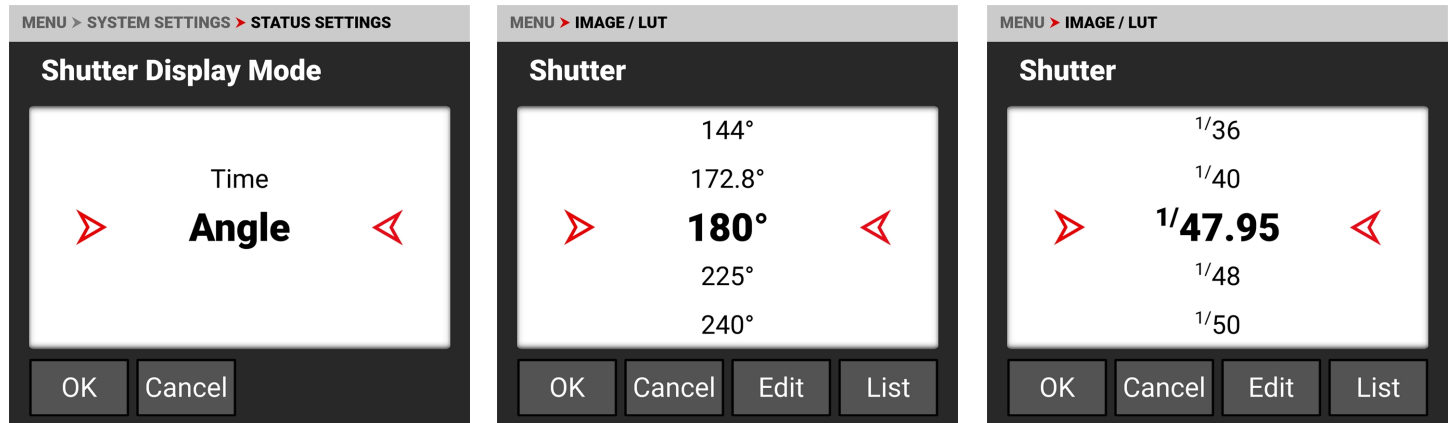 MENU > SYSTEM SETTINGS > STATUS SETTINGS
Shutter Display Mode
Time
Angle
OK Cancel
MENU > IMAGE / LUT
Shutter
144°
172.8°
180°
225°
240°
OK Cancel Edit List
MENU > IMAGE / LUT
Shutter
1/36
1/40
1/47.95
1/48
1/50
OK Cancel Edit List